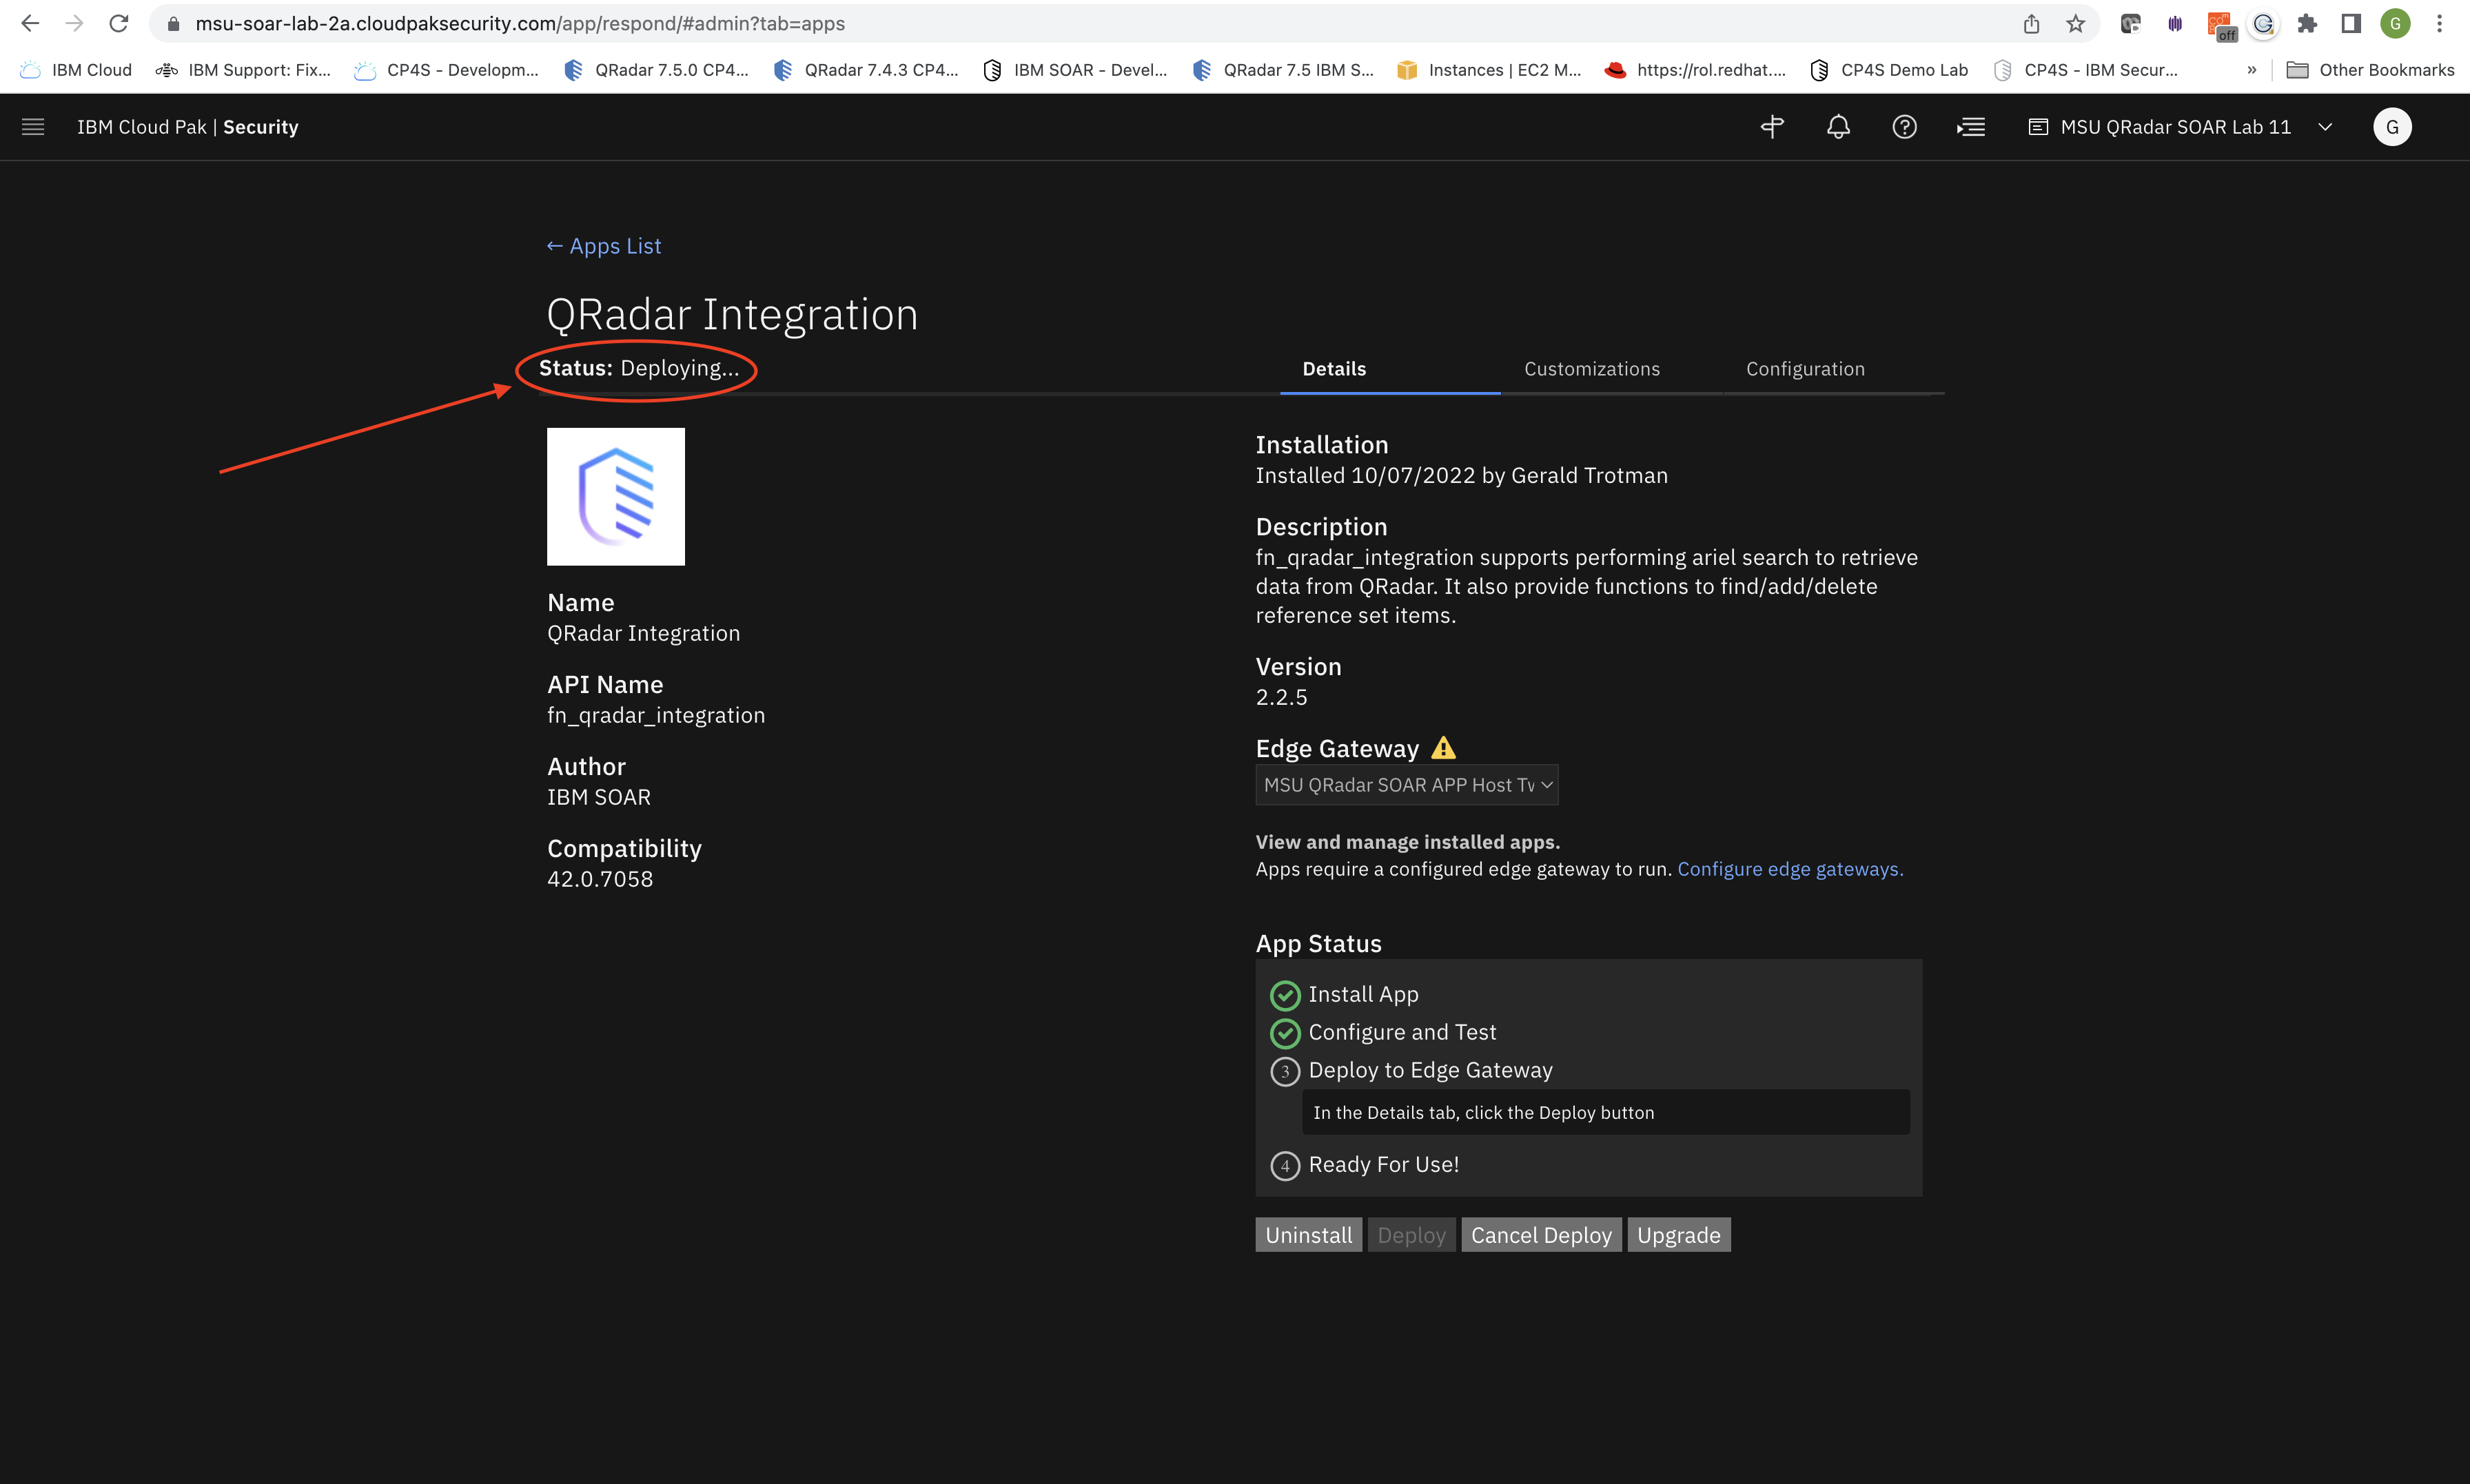 msu-soar-lab-2a.cloudpaksecurity.com/app/respond/#admin?tab=apps
off
G
IBM Cloud
IBM Support: Fix...
CP4S - Developm...
QRadar 7.5.0 CP4...
QRadar 7.4.3 CP4...
IBM SOAR - Devel...
QRadar 7.5 IBM S...
Instances | EC2 M...
https://rol.redhat....
CP4S Demo Lab
CP4S - IBM Secur...
»
Other Bookmarks
IBM Cloud Pak | Security
MSU QRadar SOAR Lab 11
G
← Apps List
QRadar Integration
Status: Deploying...
Details
Customizations
Configuration
Name
QRadar Integration
API Name
fn_qradar_integration
Author
IBM SOAR
Compatibility
42.0.7058
Installation
Installed 10/07/2022 by Gerald Trotman
Description
fn_qradar_integration supports performing ariel search to retrieve
data from QRadar. It also provide functions to find/add/delete
reference set items.
Version
2.2.5
Edge Gateway
MSU QRadar SOAR APP Host Tw
View and manage installed apps.
Apps require a configured edge gateway to run. Configure edge gateways.
App Status
Install App
Configure and Test
3 Deploy to Edge Gateway
In the Details tab, click the Deploy button
4 Ready For Use!
Uninstall
Deploy
Cancel Deploy
Upgrade